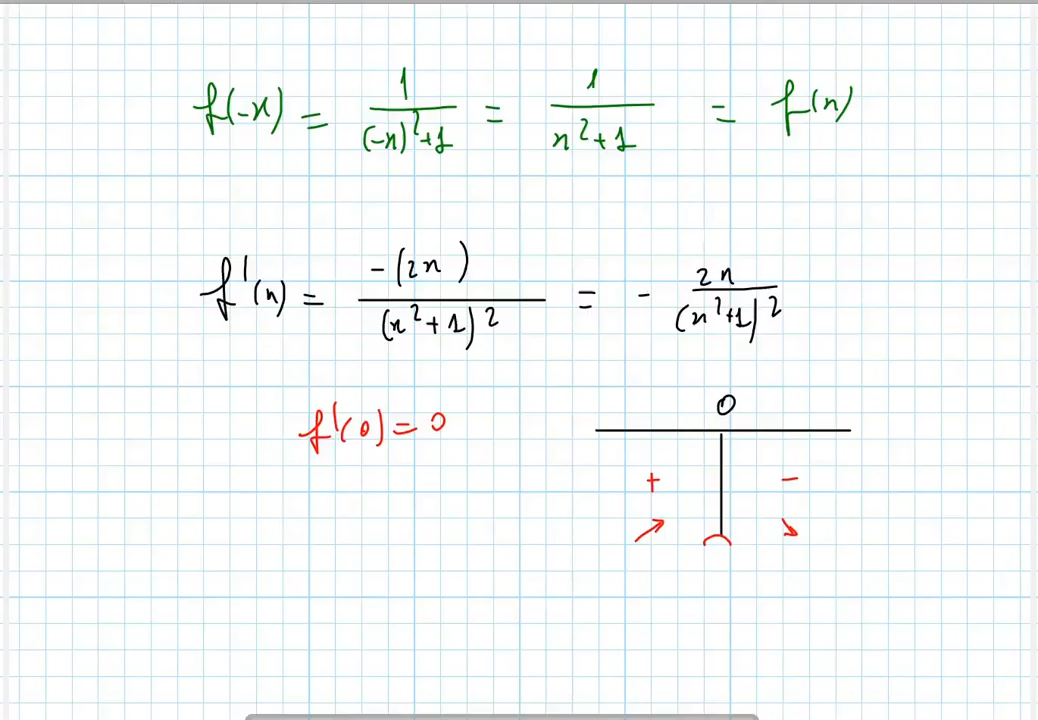 f(-x) = 1/((-x)²+1) = 1/(x²+1) = f(x)
f'(x) = -(2x)/(x²+1)² = - 2x/(x²+1)²
f'(0) = 0
0
+ -
↗ ↘